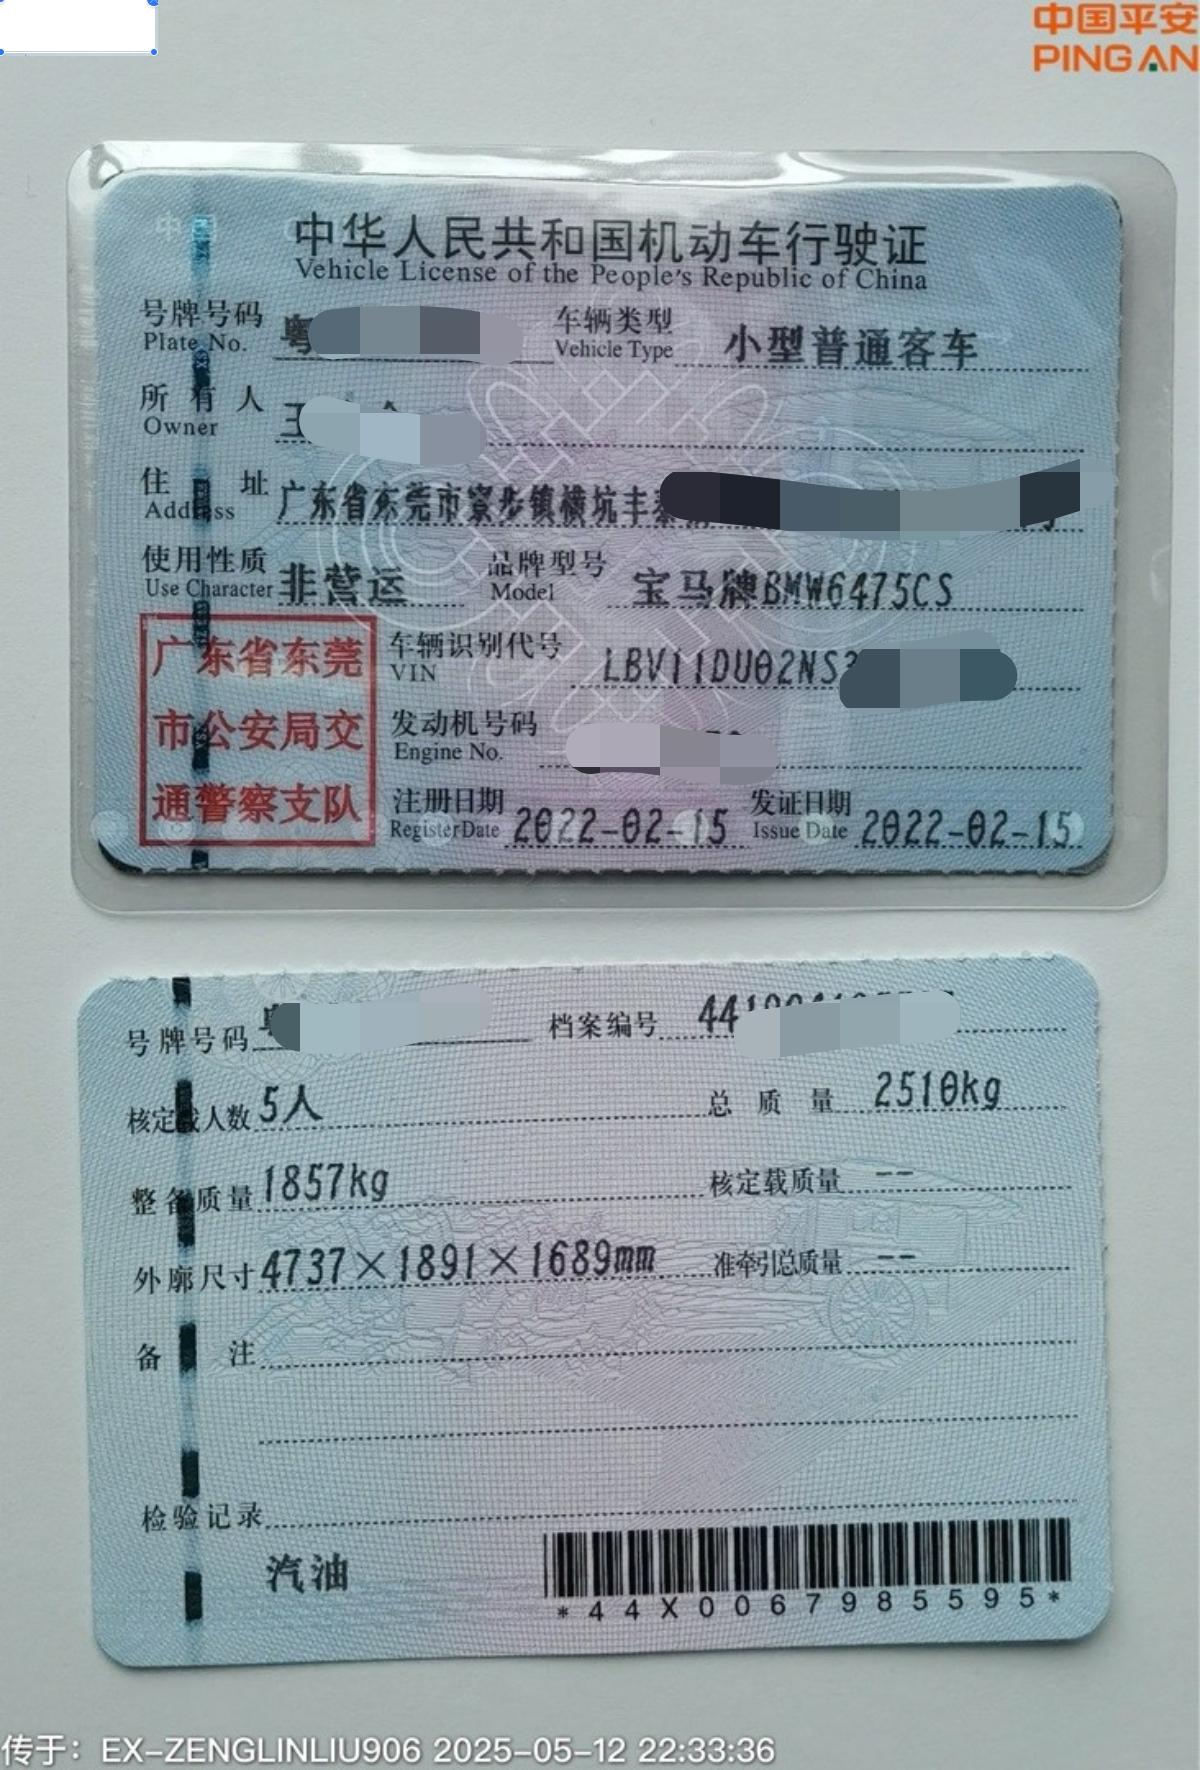 中国平安
PING AN
中华人民共和国机动车行驶证
Vehicle License of the People's Republic of China
号牌号码 粤 车辆类型 小型普通客车
Plate No. Vehicle Type
所有人 王
Owner
住址 广东省东莞市寮步镇横坑丰
Address
使用性质 非营运 品牌型号 宝马牌BMW6475CS
Use Character Model
广东省东莞 车辆识别代号 LBV11DU02NS3
VIN
市公安局交 发动机号码
Engine No.
通警察支队 注册日期 2022-02-15 发证日期 2022-02-15
Register Date Issue Date
号牌号码 档案编号 441
核定载人数 5人 总质量 2510kg
整备质量 1857kg 核定载质量 --
外廓尺寸 4737×1891×1689mm 准牵引总质量 --
备注
检验记录
汽油
*44X0067985595*
传于：EX-ZENGLINLIU906 2025-05-12 22:33:36